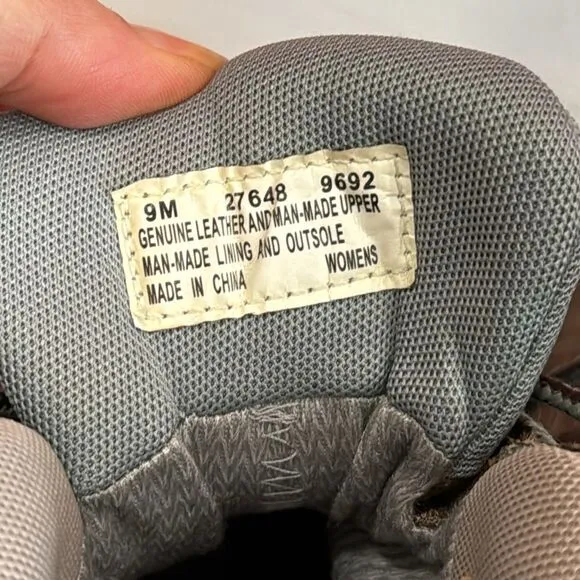 9M 27648 9692
GENUINE LEATHER AND MAN-MADE UPPER
MAN-MADE LINING AND OUTSOLE
MADE IN CHINA WOMENS